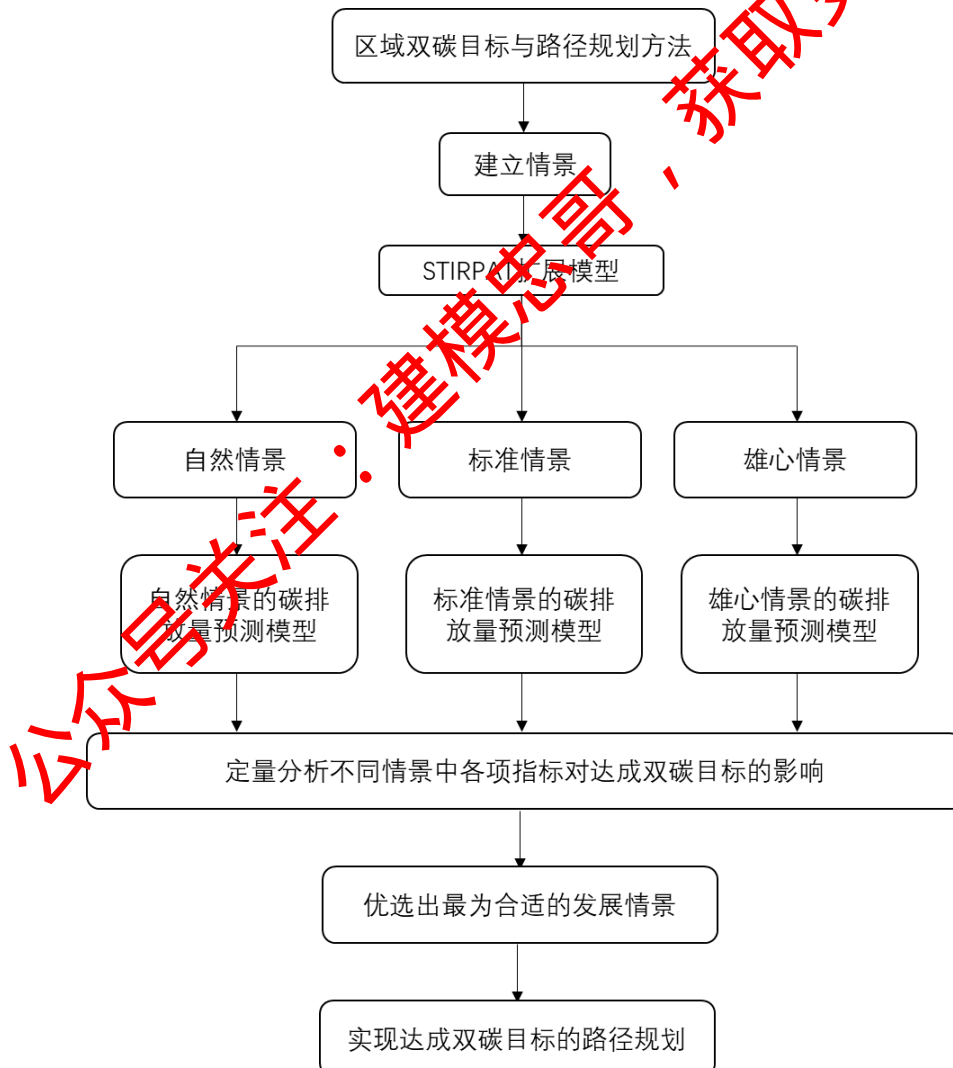 区域双碳目标与路径规划方法
建立情景
STIRPAT扩展模型
自然情景
标准情景
雄心情景
自然情景的碳排
放量预测模型
标准情景的碳排
放量预测模型
雄心情景的碳排
放量预测模型
定量分析不同情景中各项指标对达成双碳目标的影响
优选出最为合适的发展情景
实现达成双碳目标的路径规划
公众号关注：建模忠哥，获取